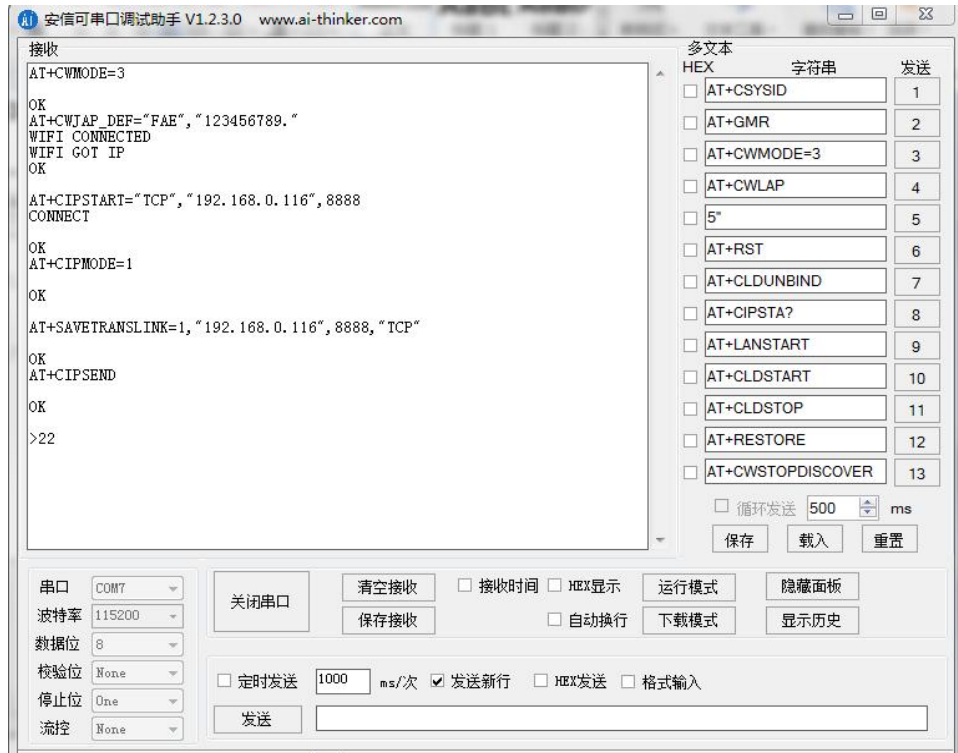 安信可串口调试助手 V1.2.3.0 www.ai-thinker.com
接收
AT+CWMODE=3
OK
AT+CWJAP_DEF="FAE","123456789."
WIFI CONNECTED
WIFI GOT IP
OK
AT+CIPSTART="TCP","192.168.0.116",8888
CONNECT
OK
AT+CIPMODE=1
OK
AT+SAVETRANSLINK=1,"192.168.0.116",8888,"TCP"
OK
AT+CIPSEND
OK
>22
多文本
HEX 字符串 发送
AT+CSYSID 1
AT+GMR 2
AT+CWMODE=3 3
AT+CWLAP 4
5" 5
AT+RST 6
AT+CLDUNBIND 7
AT+CIPSTA? 8
AT+LANSTART 9
AT+CLDSTART 10
AT+CLDSTOP 11
AT+RESTORE 12
AT+CWSTOPDISCOVER 13
循环发送 500 ms
保存 载入 重置
串口 COM7
波特率 115200
数据位 8
校验位 None
停止位 One
流控 None
关闭串口
清空接收 接收时间 HEX显示 运行模式 隐藏面板
保存接收 自动换行 下载模式 显示历史
定时发送 1000 ms/次 发送新行 HEX发送 格式输入
发送